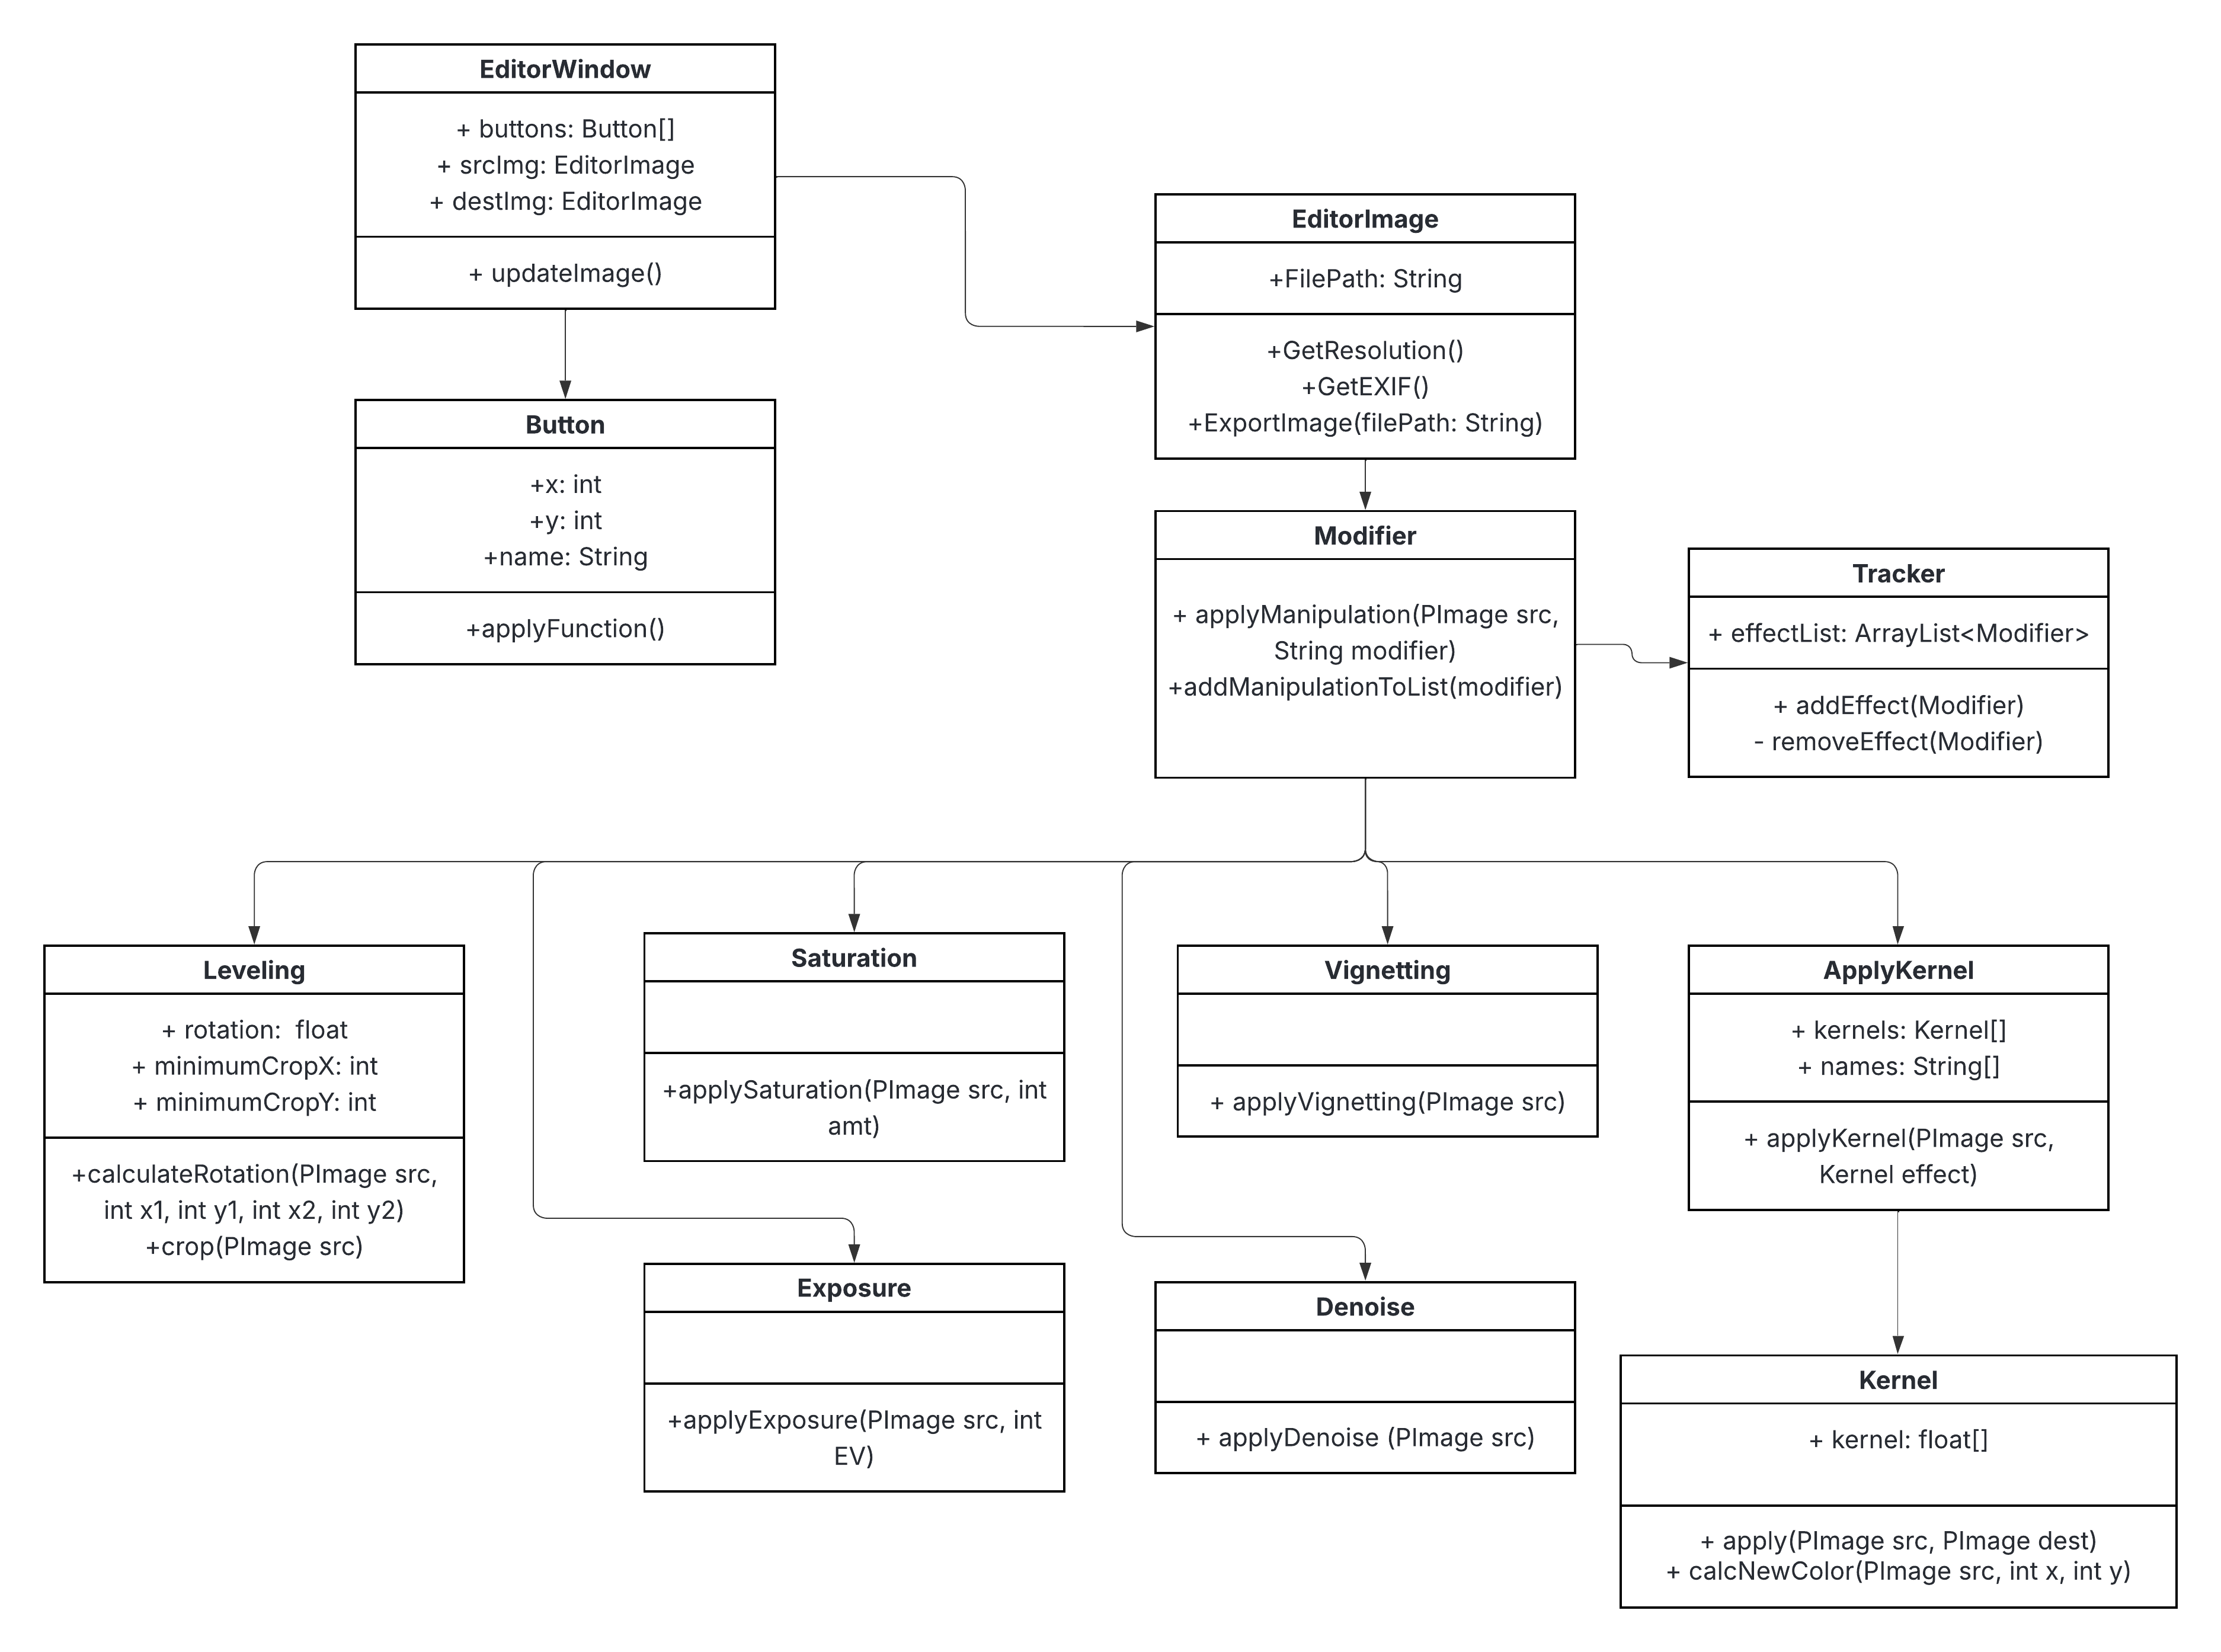 EditorWindow
+ buttons: Button[]
+ srcImg: EditorImage
+ destImg: EditorImage
+ updateImage()
EditorImage
+FilePath: String
+GetResolution()
+GetEXIF()
+ExportImage(filePath: String)
Button
+x: int
+y: int
+name: String
+applyFunction()
Modifier
+ applyManipulation(PImage src,
String modifier)
+addManipulationToList(modifier)
Tracker
+ effectList: ArrayList<Modifier>
+ addEffect(Modifier)
- removeEffect(Modifier)
Leveling
+ rotation:  float
+ minimumCropX: int
+ minimumCropY: int
+calculateRotation(PImage src,
int x1, int y1, int x2, int y2)
+crop(PImage src)
Saturation
+applySaturation(PImage src, int
amt)
Vignetting
+ applyVignetting(PImage src)
ApplyKernel
+ kernels: Kernel[]
+ names: String[]
+ applyKernel(PImage src,
Kernel effect)
Exposure
+applyExposure(PImage src, int
EV)
Denoise
+ applyDenoise (PImage src)
Kernel
+ kernel: float[]
+ apply(PImage src, PImage dest)
+ calcNewColor(PImage src, int x, int y)